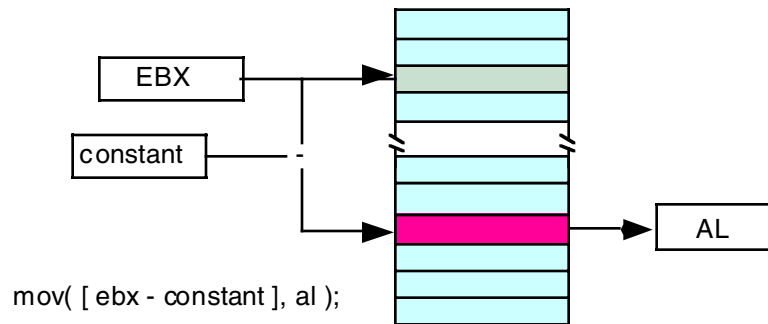 EBX
constant
-
AL
mov( [ ebx - constant ], al );